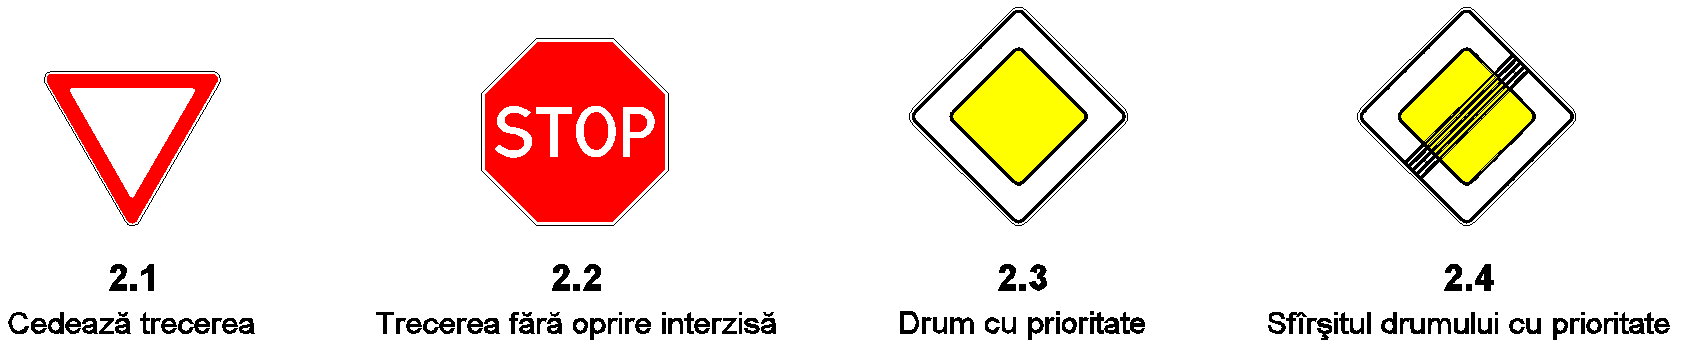 STOP
2.1
Cedează trecerea
2.2
Trecerea fără oprire interzisă
2.3
Drum cu prioritate
2.4
Sfîrşitul drumului cu prioritate